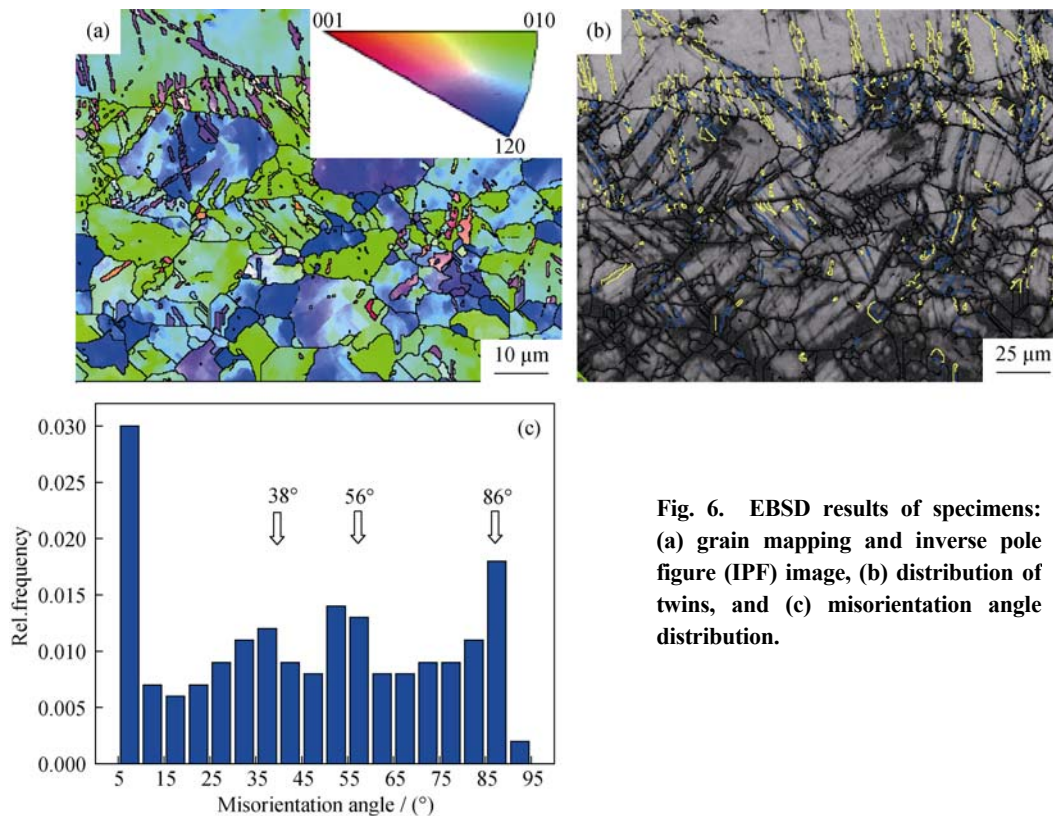 (a)
001
010
120
10 μm
(b)
25 μm
(c)
Rel.frequency
0.030
0.025
0.020
0.015
0.010
0.005
0.000
38°
56°
86°
5 15 25 35 45 55 65 75 85 95
Misorientation angle / (°)
Fig. 6. EBSD results of specimens:
(a) grain mapping and inverse pole
figure (IPF) image, (b) distribution of
twins, and (c) misorientation angle
distribution.